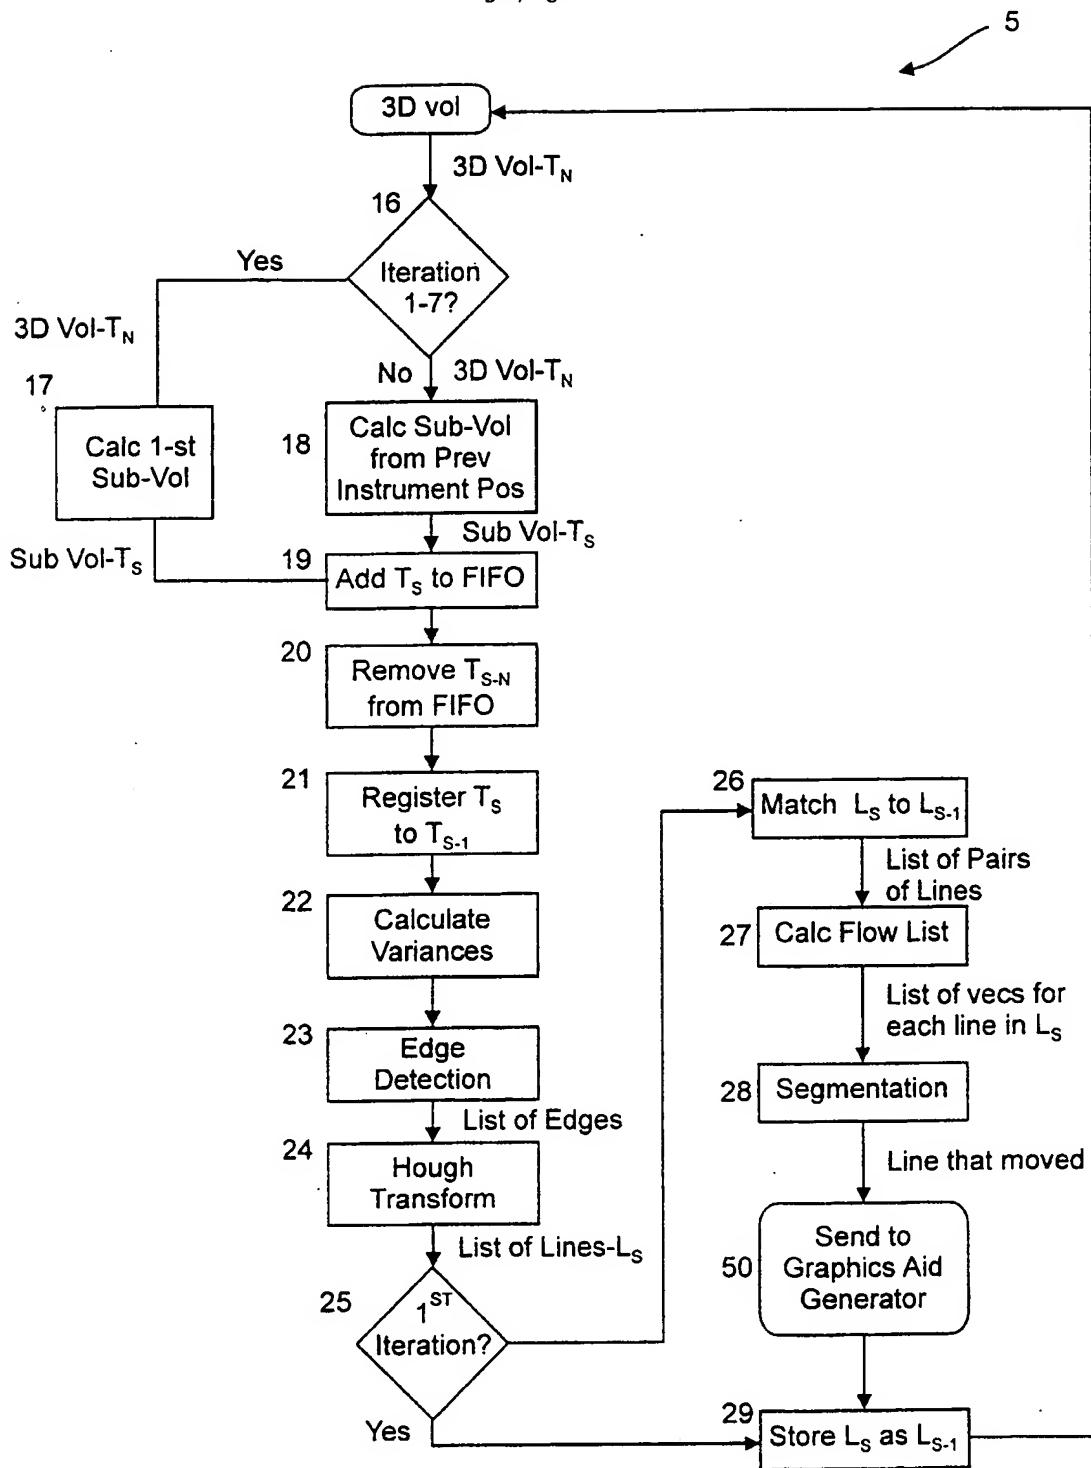 5
3D vol
3D Vol-T_N
16
Iteration
1-7?
Yes
3D Vol-T_N
No
3D Vol-T_N
17
Calc 1-st
Sub-Vol
Sub Vol-T_S
18
Calc Sub-Vol
from Prev
Instrument Pos
Sub Vol-T_S
19
Add T_S to FIFO
20
Remove T_S-N
from FIFO
21
Register T_S
to T_S-1
22
Calculate
Variances
23
Edge
Detection
List of Edges
24
Hough
Transform
List of Lines-L_S
25
1ST
Iteration?
Yes
26
Match L_S to L_S-1
List of Pairs
of Lines
27
Calc Flow List
List of vecs for
each line in L_S
28
Segmentation
Line that moved
50
Send to
Graphics Aid
Generator
29
Store L_S as L_S-1